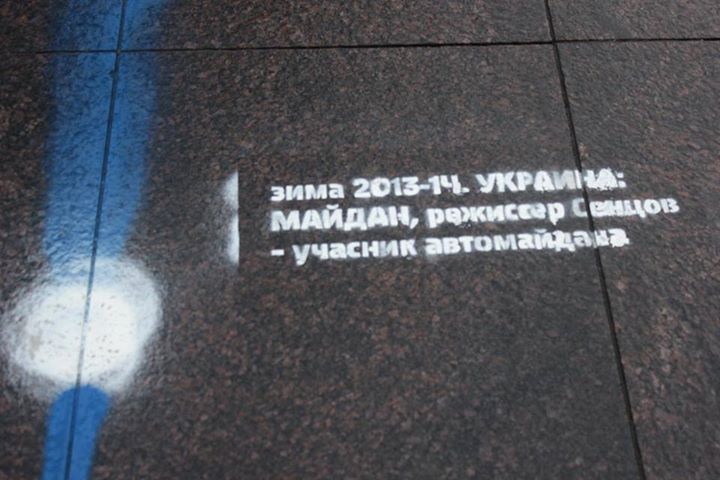 зима 2013-14. УКРАИНА:
МАЙДАН, режиссер Сенцов
- учасник автомайдана